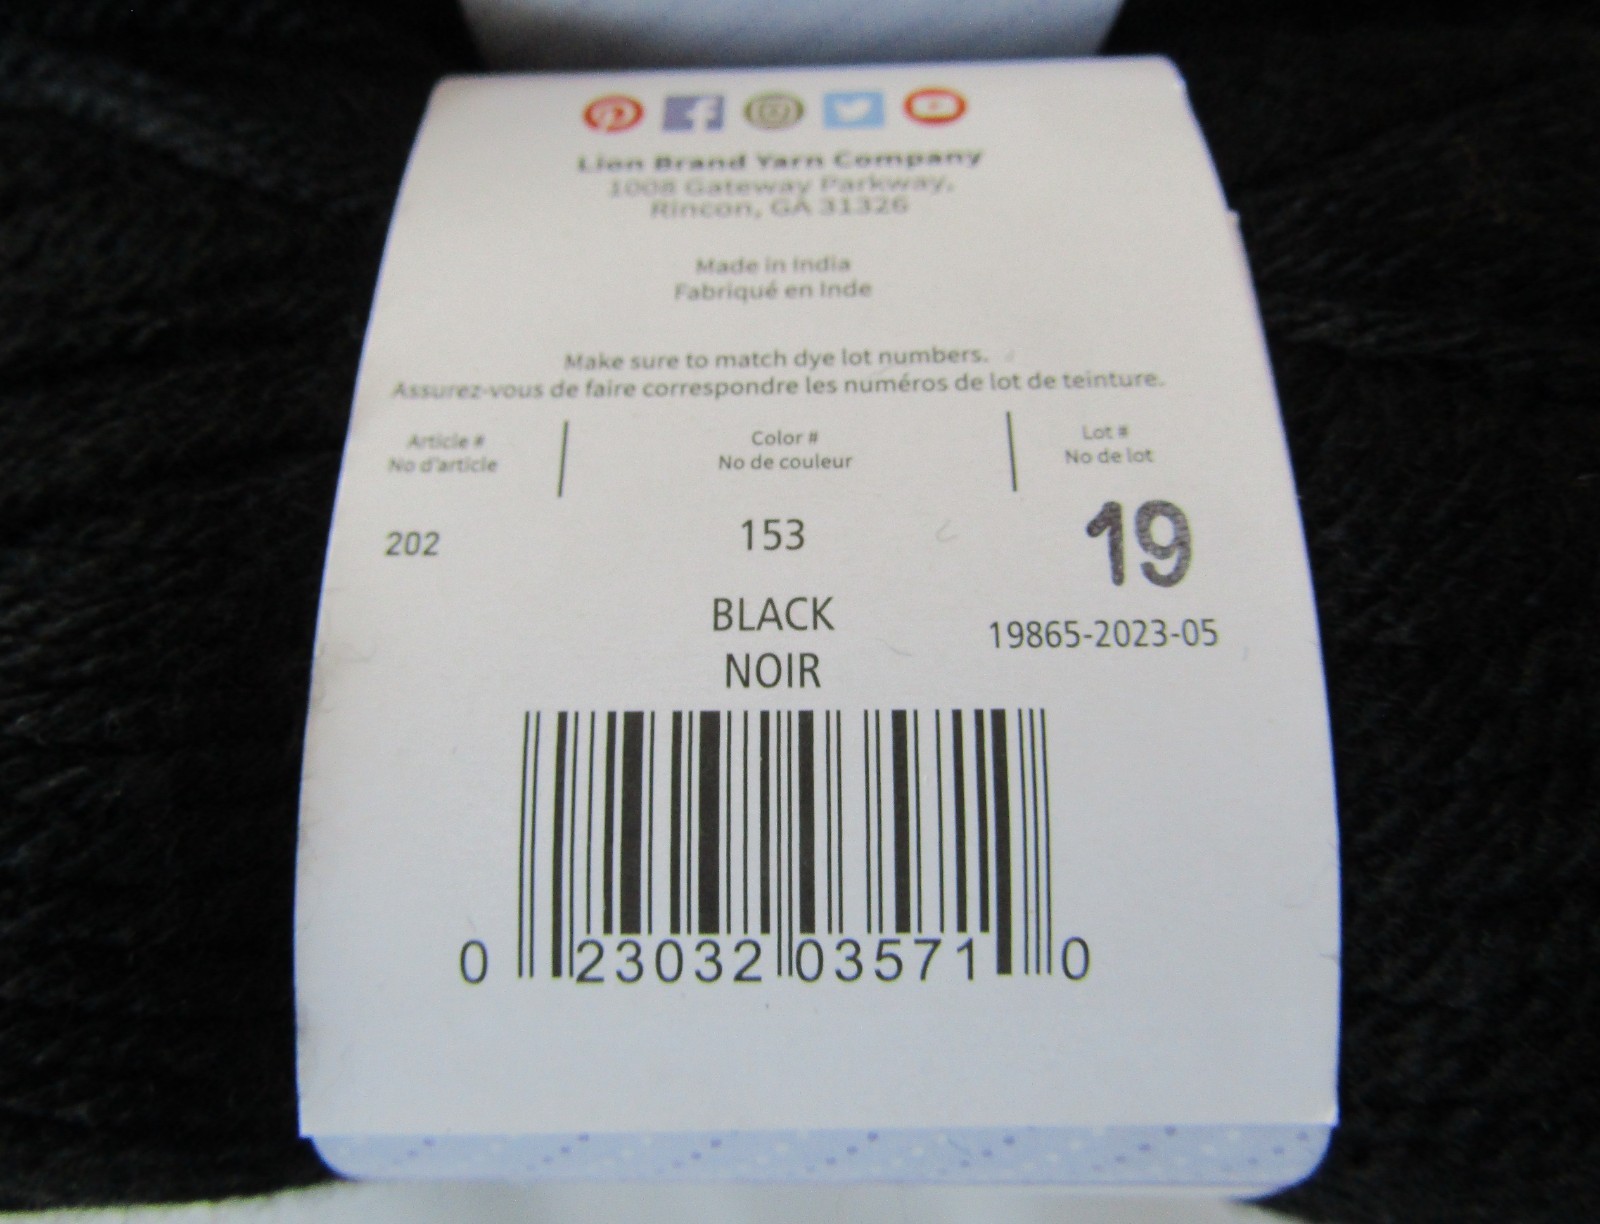 Lion Brand Yarn Company
1008 Gateway Parkway,
Rincon, GA 31326
Made in India
Fabriqué en Inde
Make sure to match dye lot numbers.
Assurez-vous de faire correspondre les numéros de lot de teinture.
Article #
No d'article
Color #
No de couleur
Lot #
No de lot
202
153
19
BLACK
NOIR
19865-2023-05
0 23032 03571 0